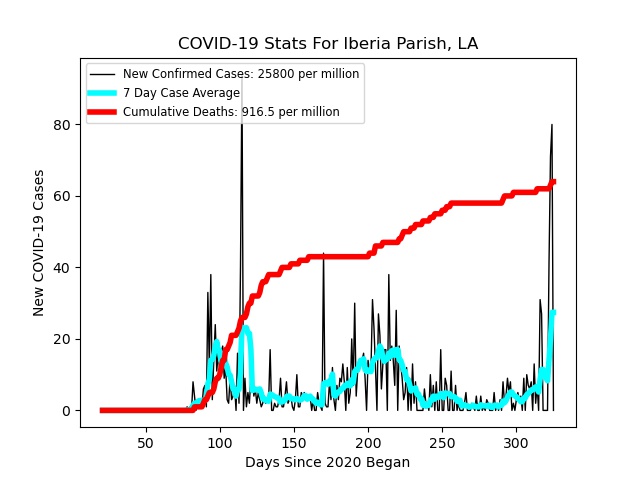 COVID-19 Stats For Iberia Parish, LA
New Confirmed Cases: 25800 per million
7 Day Case Average
Cumulative Deaths: 916.5 per million
New COVID-19 Cases
80
60
40
20
0
50 100 150 200 250 300
Days Since 2020 Began